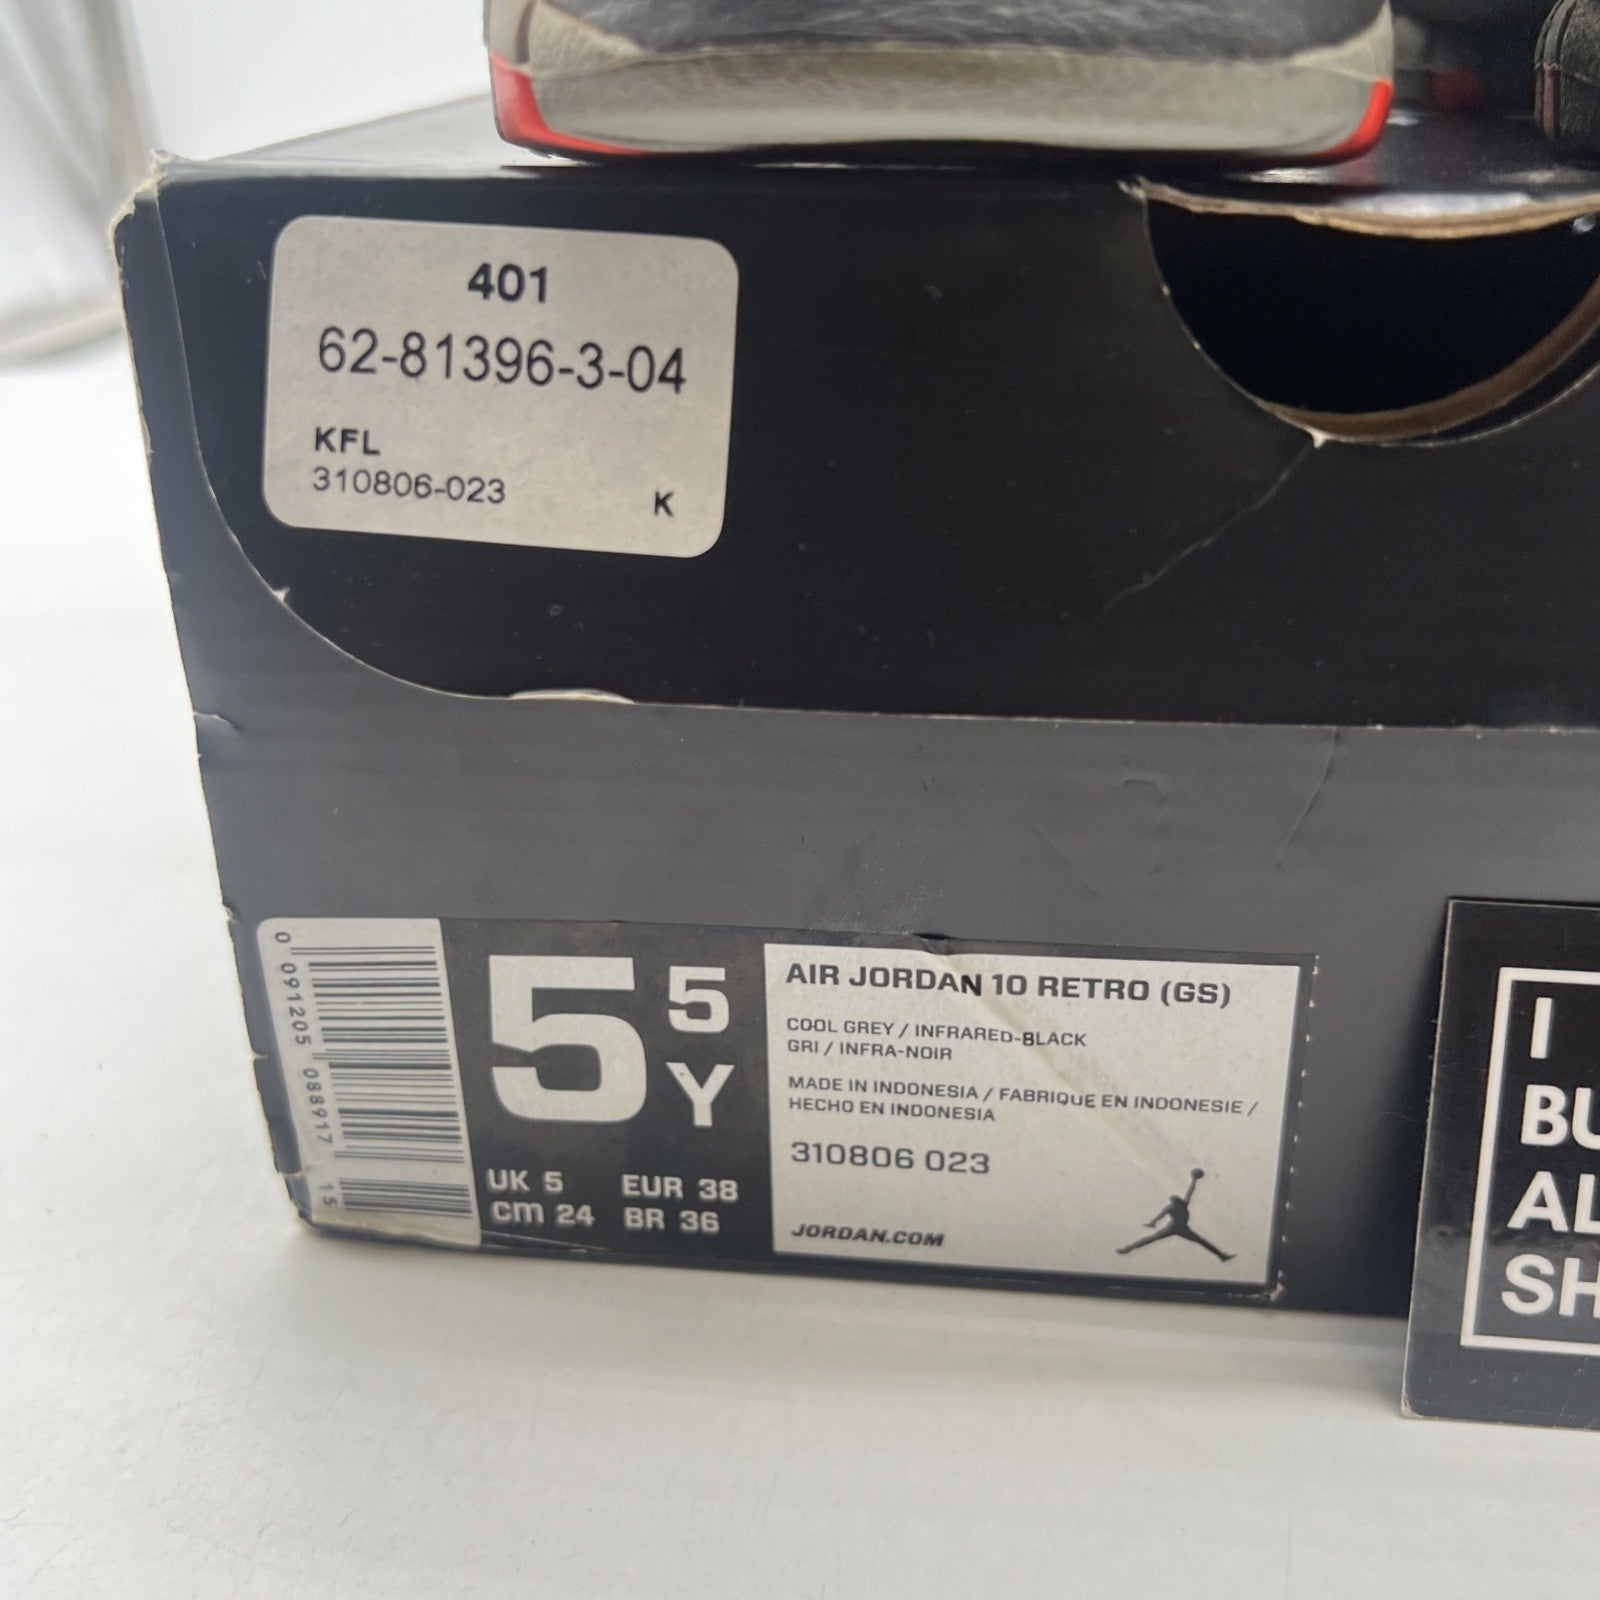 401
62-81396-3-04
KFL
310806-023
K
0 091205 088917 15
5 5 Y
UK 5 EUR 38
cm 24 BR 36
AIR JORDAN 10 RETRO (GS)
COOL GREY / INFRARED-BLACK
GRI / INFRA-NOIR
MADE IN INDONESIA / FABRIQUE EN INDONESIE /
HECHO EN INDONESIA
310806 023
JORDAN.COM
I
BU
AL
SH